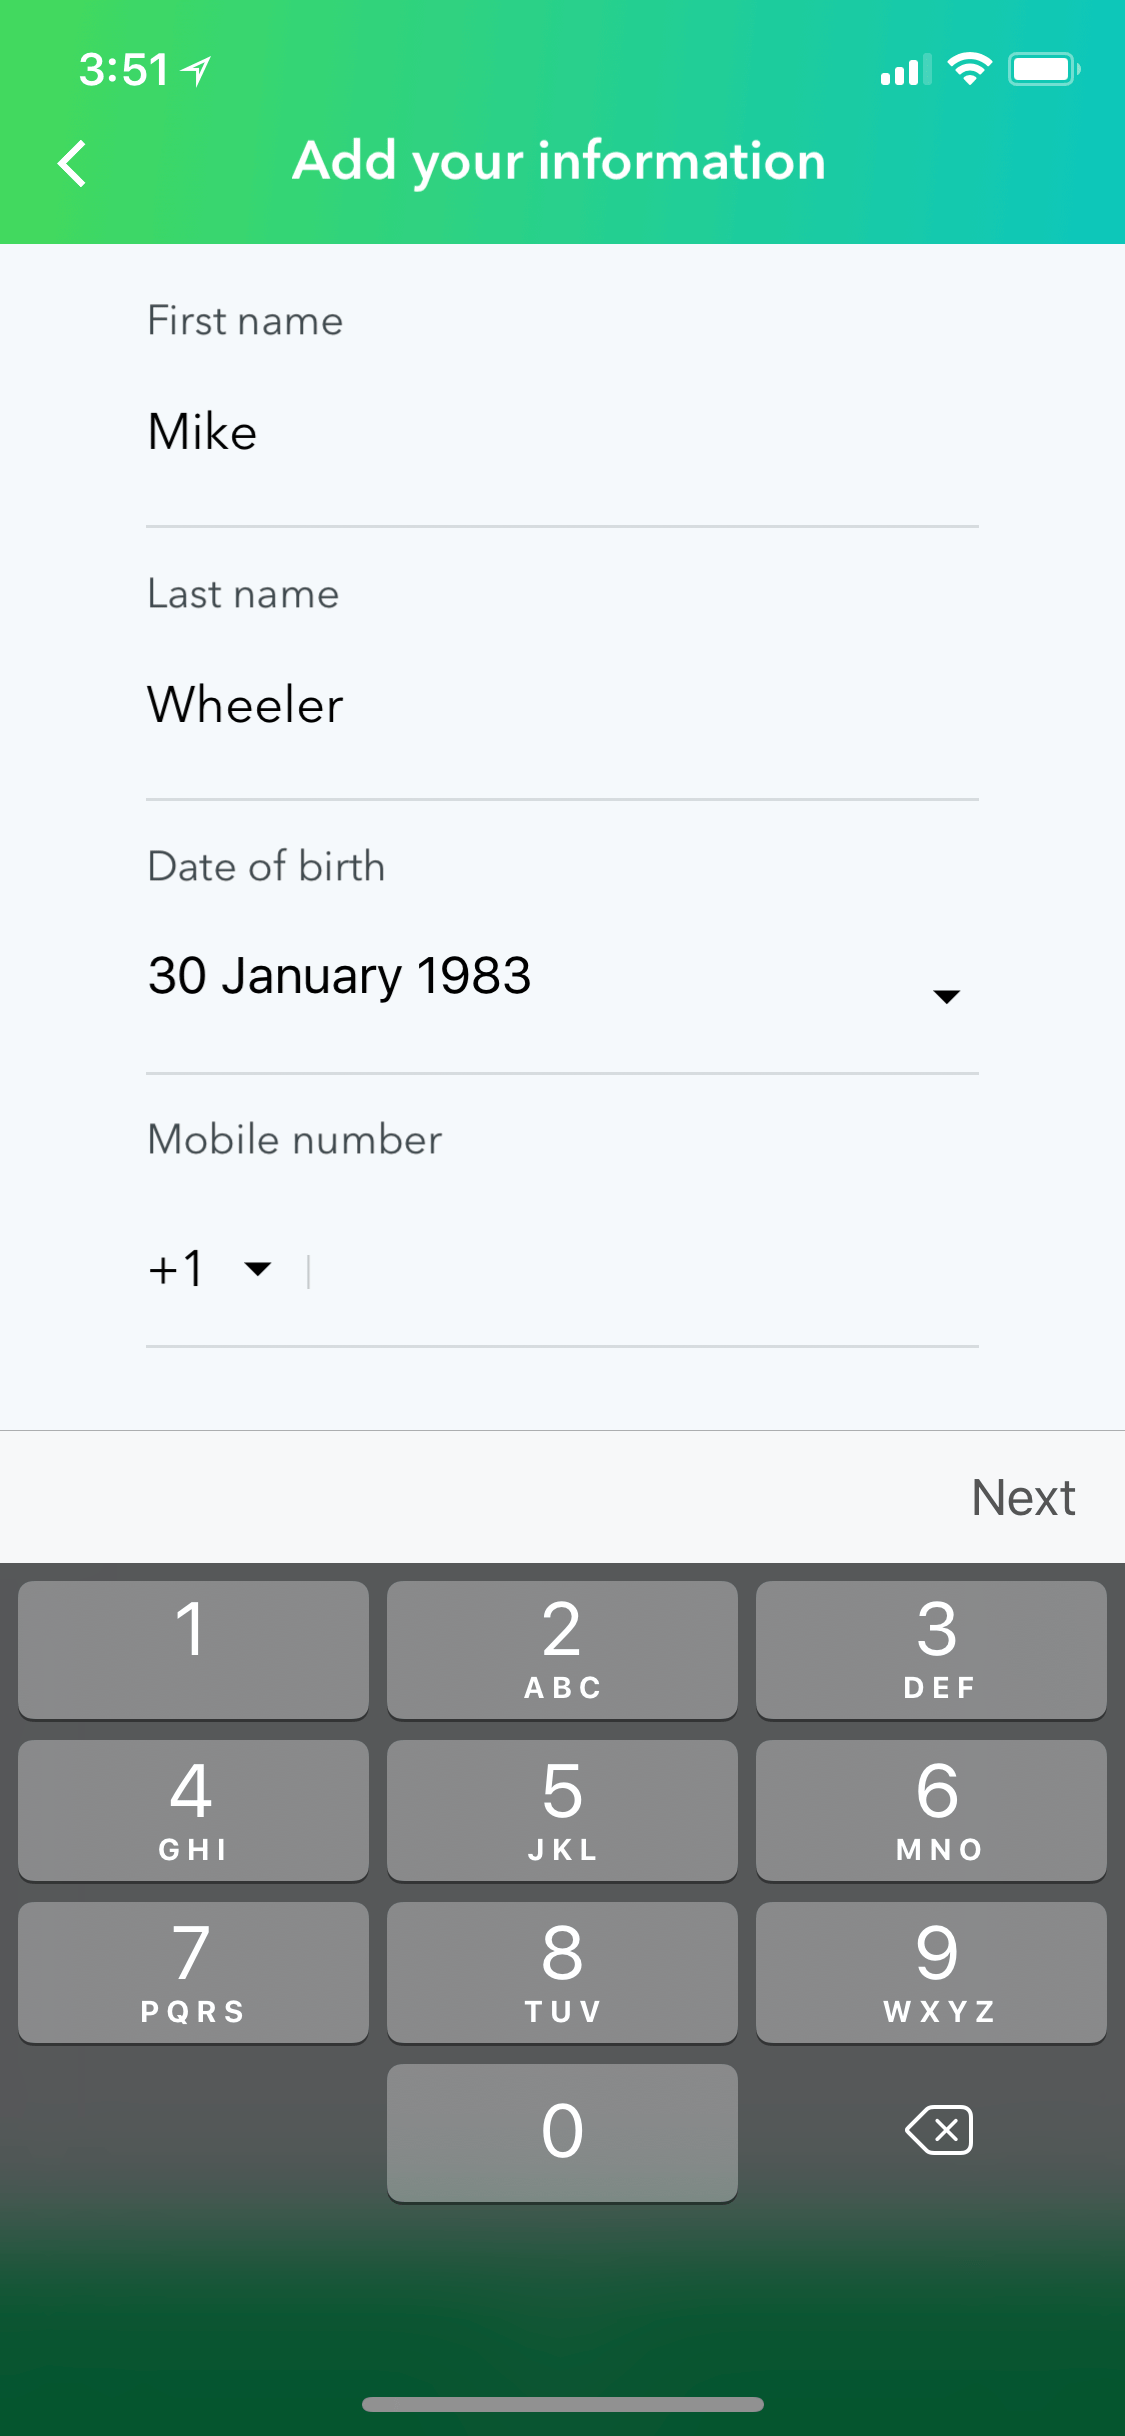 3:51
Add your information
First name
Mike
Last name
Wheeler
Date of birth
30 January 1983
Mobile number
+1
Next
1 2 3
ABC DEF
4 5 6
GHI JKL MNO
7 8 9
PQRS TUV WXYZ
0